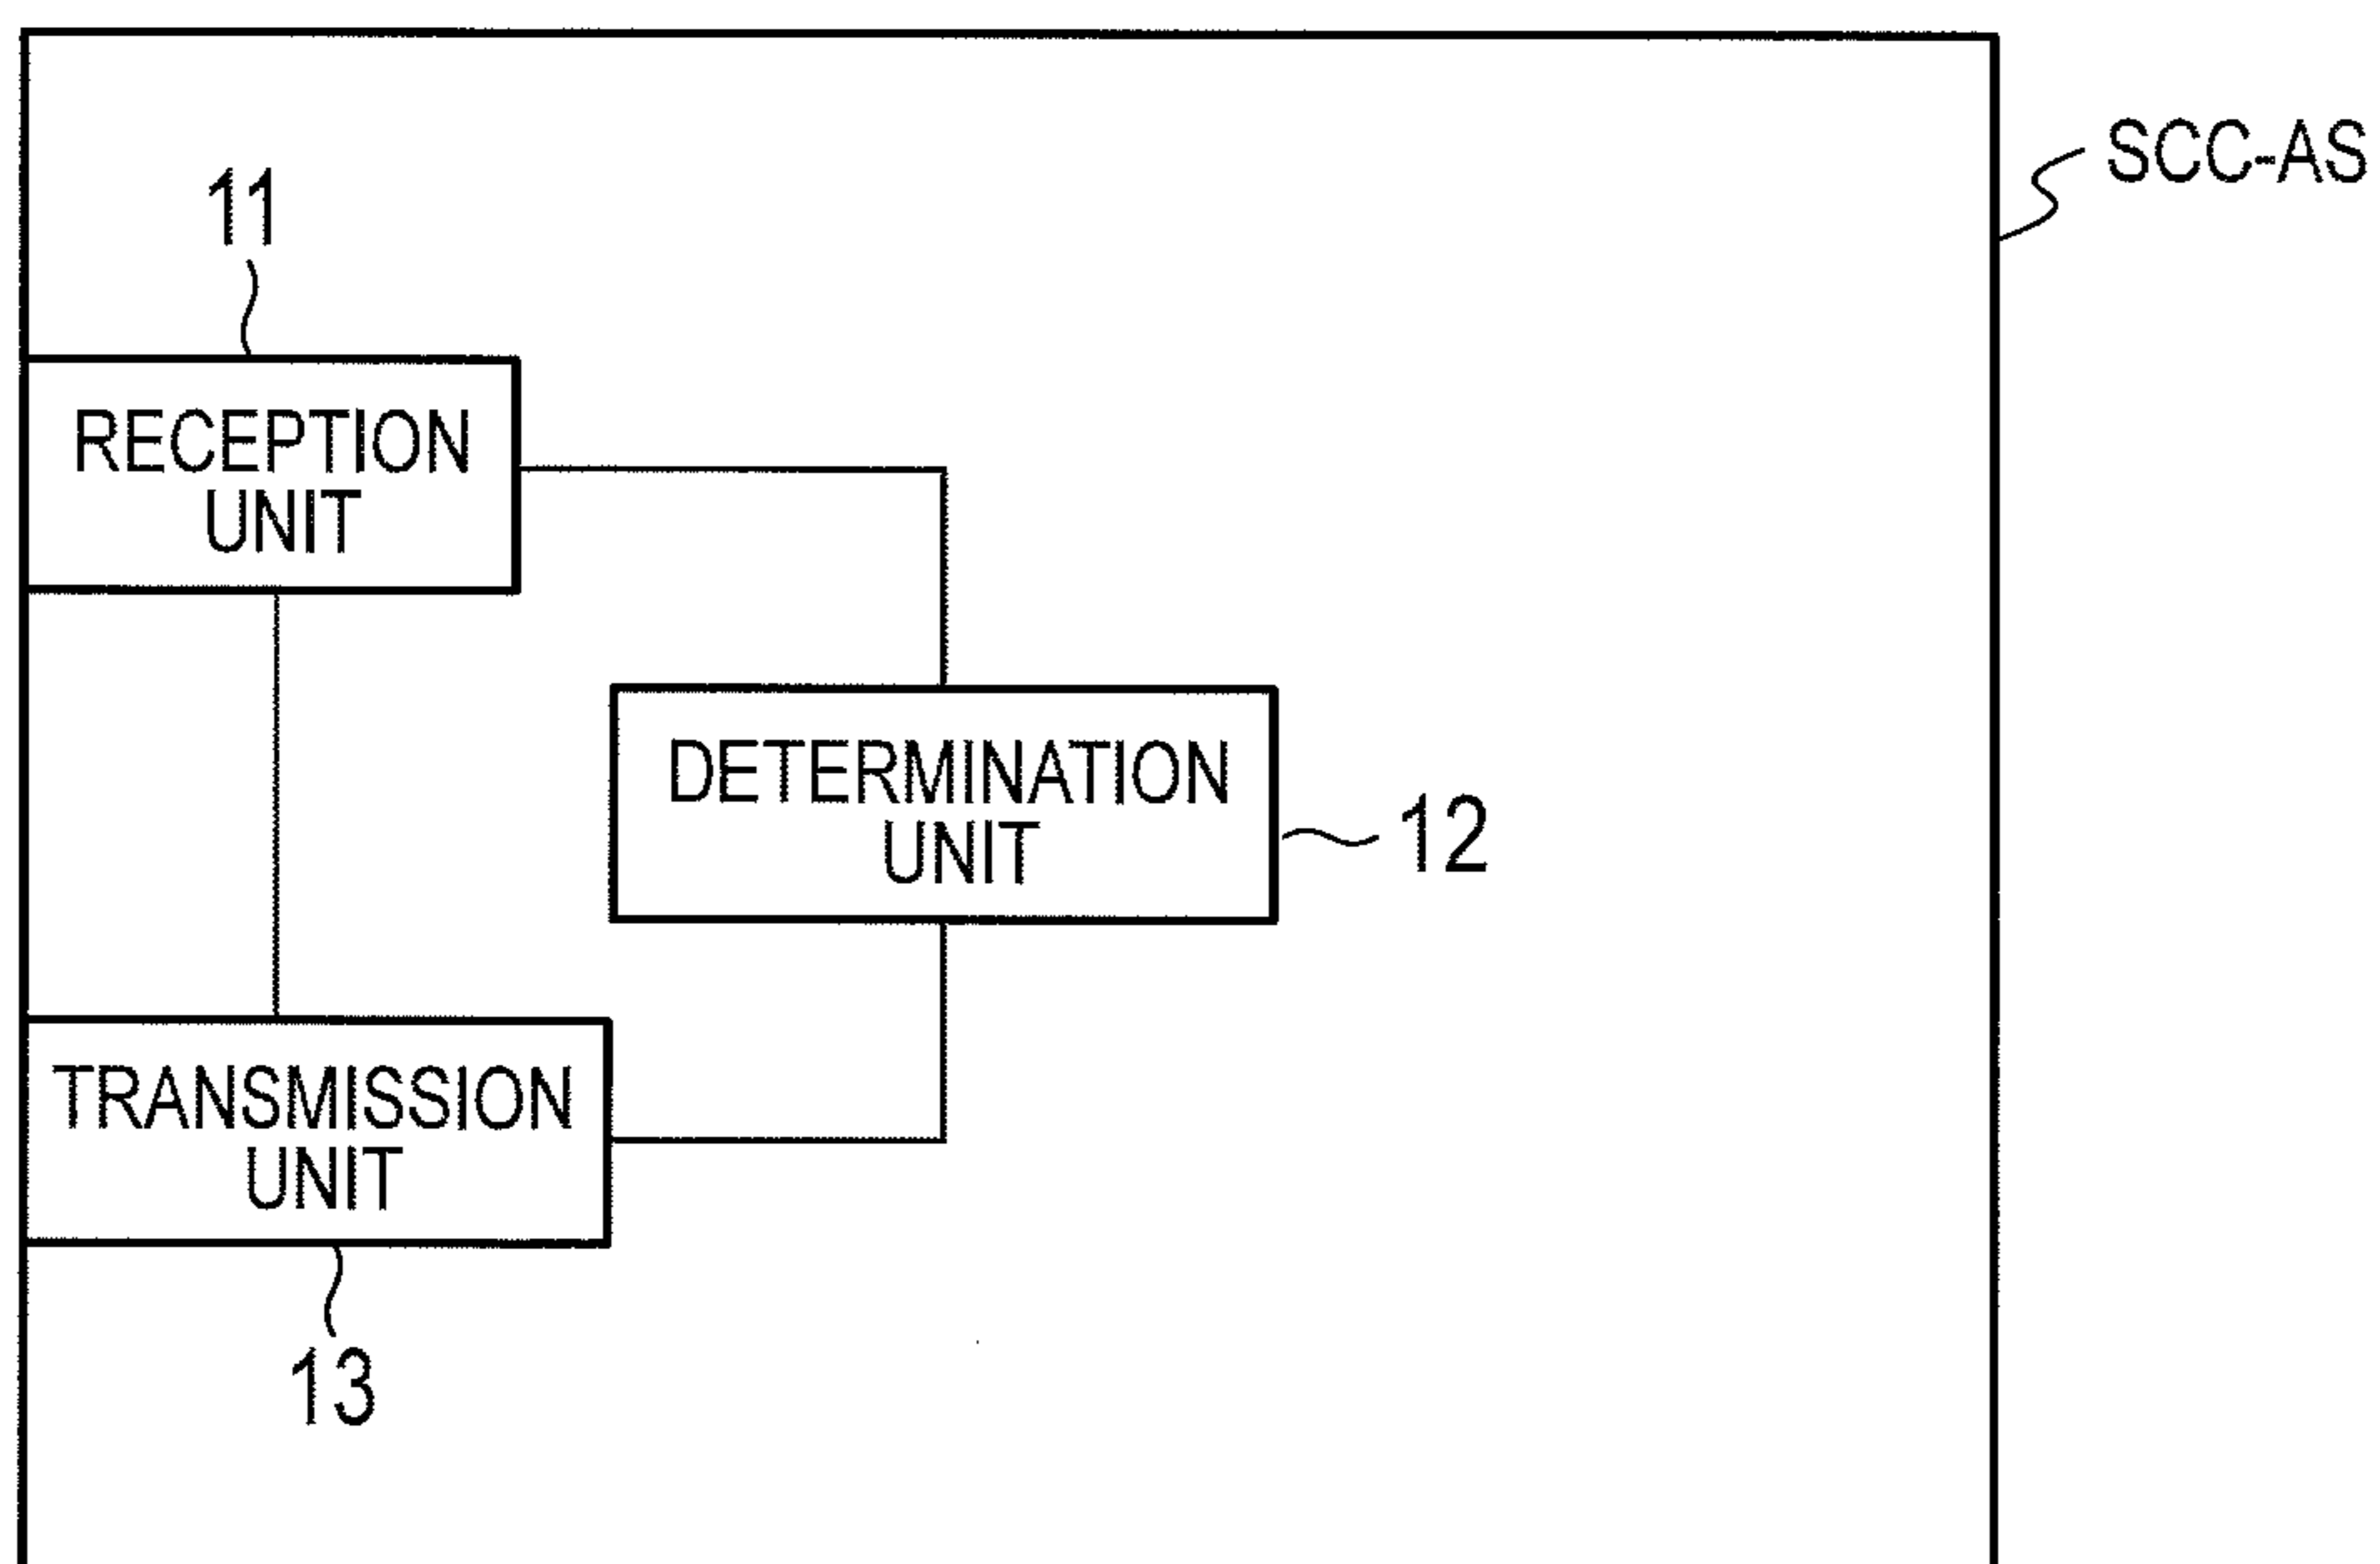 SCC-AS
11
RECEPTION
UNIT
DETERMINATION
UNIT
12
TRANSMISSION
UNIT
13